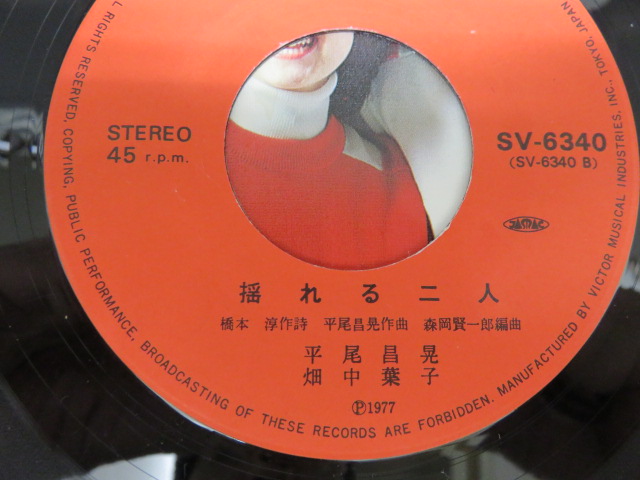 STEREO
45 r.p.m.
SV-6340
(SV-6340 B)
揺れる二人
橋本 淳作詩 平尾昌晃作曲 森岡賢一郎編曲
平尾昌晃
畑中葉子
Ⓟ1977
L RIGHTS RESERVED, COPYING, PUBLIC PERFORMANCE, BROADCASTING OF THESE RECORDS ARE FORBIDDEN. MANUFACTURED BY VICTOR MUSICAL INDUSTRIES, INC., TOKYO, JAPAN